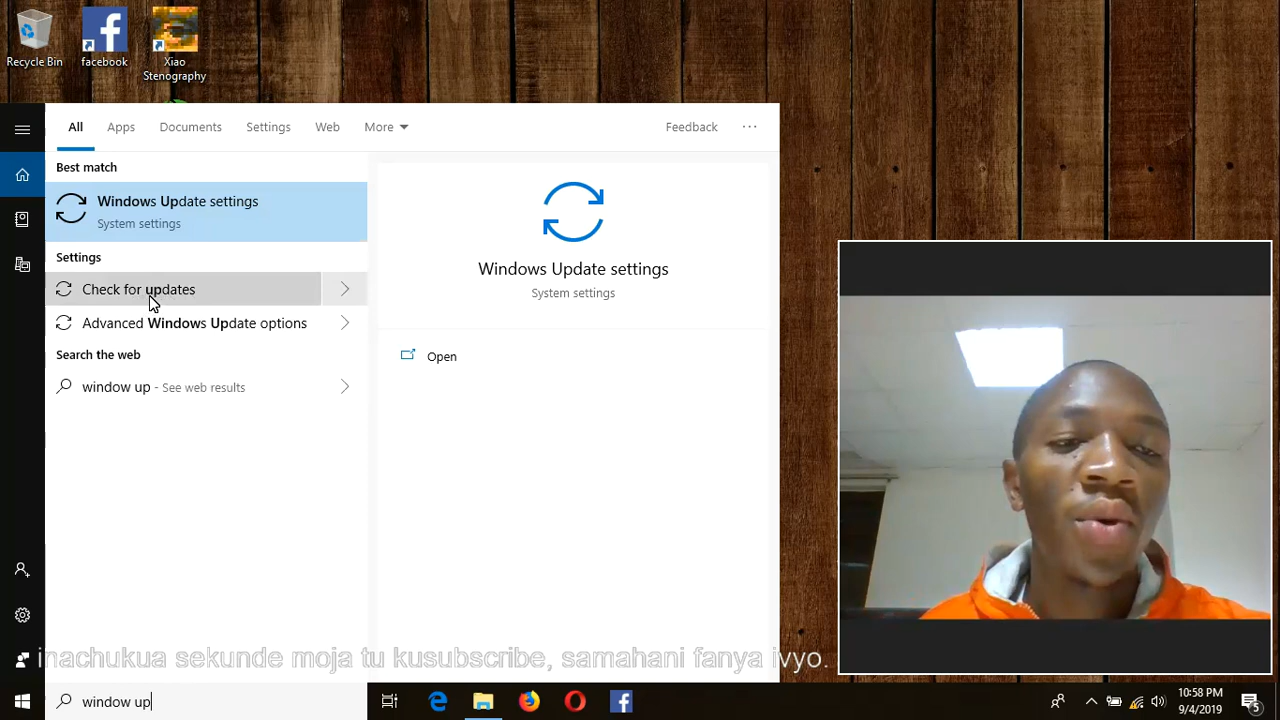 Recycle Bin
facebook
Xiao
Stenography
All Apps Documents Settings Web More Feedback ...
Best match
Windows Update settings
System settings
Settings
Check for updates
Advanced Windows Update options
Search the web
window up - See web results
Windows Update settings
System settings
Open
inachukua sekunde moja tu kusubscribe, samahani fanya ivyo.
window up
10:58 PM
9/4/2019
5